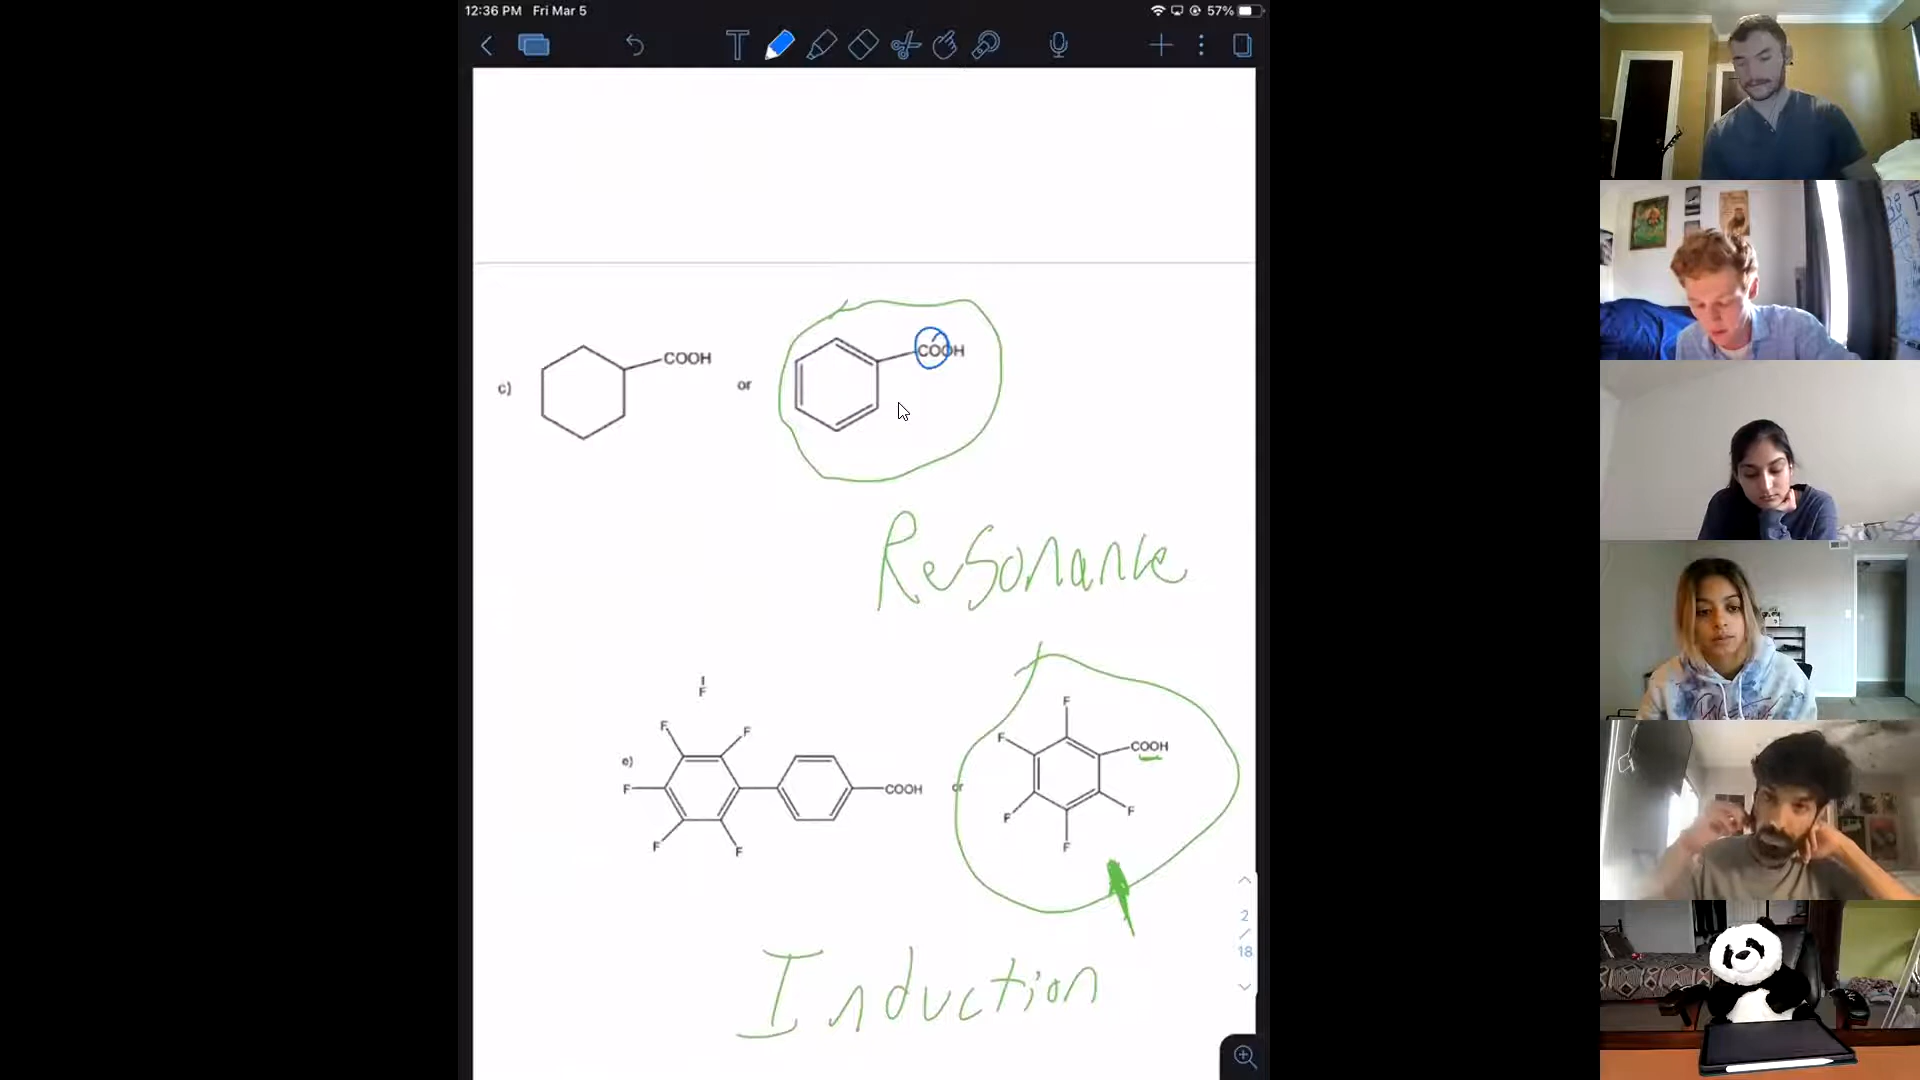 12:36 PM Fri Mar 5
57%
T
COOH
COOH
c)
or
Resonance
F
F
F
F
F
F
COOH
e)
F
COOH
or
F
F
F
F
F
F
2
/
18
Induction